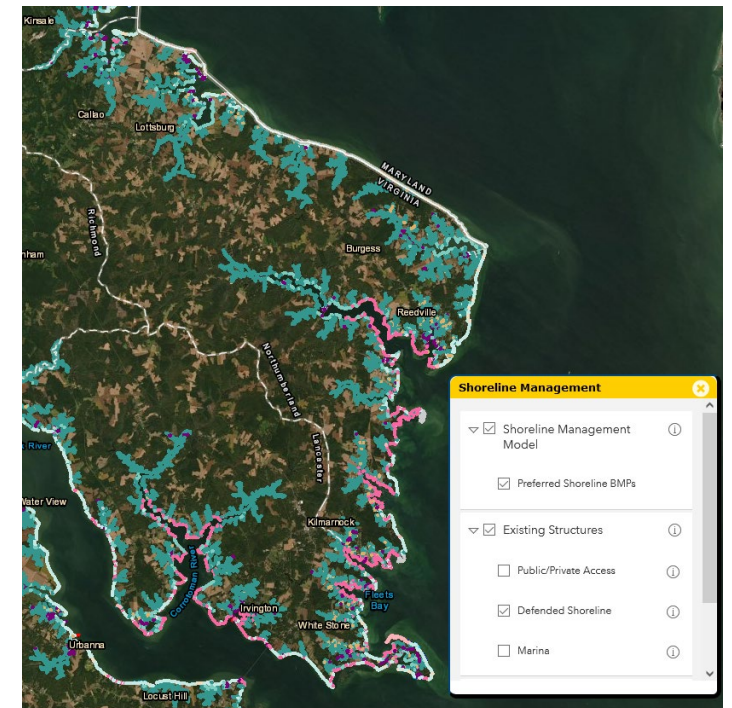 Kinsale
Callao
Lottsburg
MARYLAND
VIRGINIA
Richmond
nham
Burgess
Reedville
Northumberland
Lancaster
River
Water View
Kilmarnock
Corrotoman River
Fleets
Bay
Irvington
White Stone
Urbanna
Locust Hill
Shoreline Management
Shoreline Management
Model
Preferred Shoreline BMPs
Existing Structures
Public/Private Access
Defended Shoreline
Marina